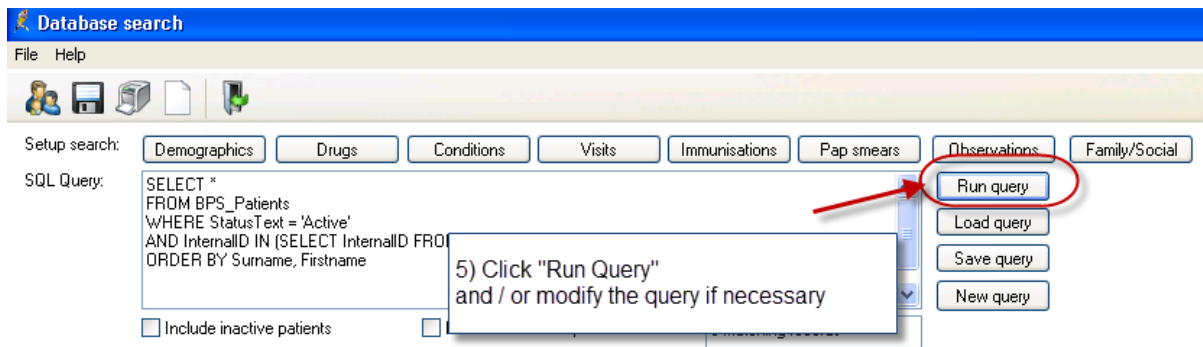 Database search
File Help
Setup search: Demographics Drugs Conditions Visits Immunisations Pap smears Observations Family/Social
SQL Query:
SELECT *
FROM BPS_Patients
WHERE StatusText = 'Active'
AND InternalID IN (SELECT InternalID
ORDER BY Surname, Firstname
Run query
Load query
Save query
New query
5) Click "Run Query"
and / or modify the query if necessary
Include inactive patients